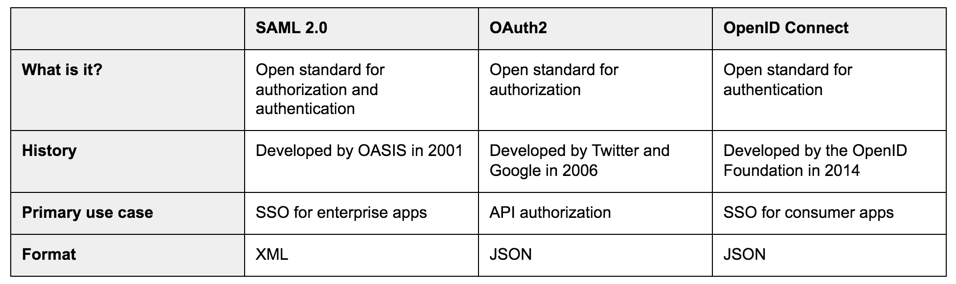 SAML 2.0 OAuth2 OpenID Connect
What is it? Open standard for Open standard for Open standard for
authorization and authorization authentication
authentication
History Developed by OASIS in 2001 Developed by Twitter and Developed by the OpenID
Google in 2006 Foundation in 2014
Primary use case SSO for enterprise apps API authorization SSO for consumer apps
Format XML JSON JSON